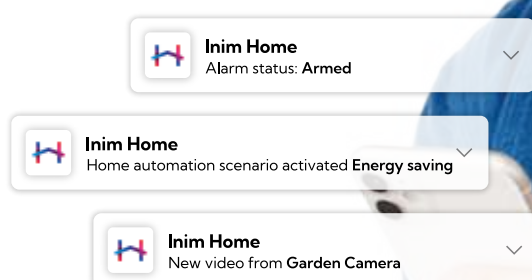 Inim Home
Alarm status: Armed
Inim Home
Home automation scenario activated Energy saving
Inim Home
New video from Garden Camera